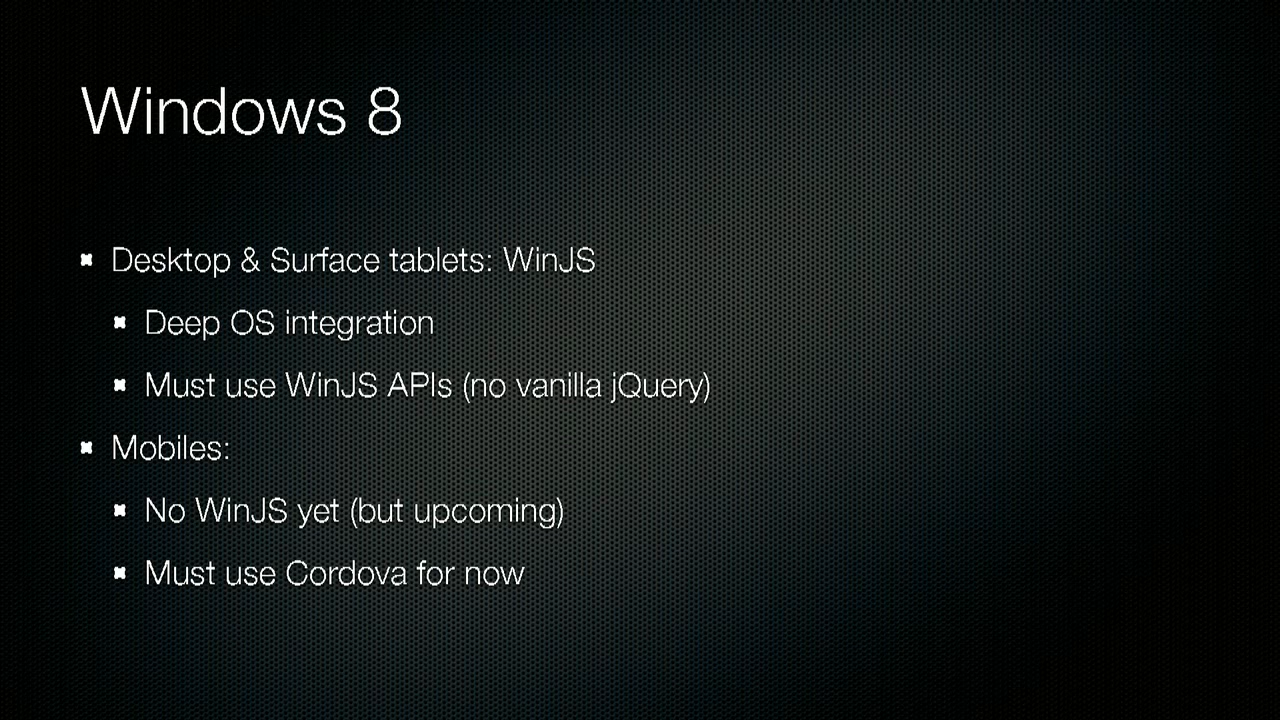 Windows 8
Desktop & Surface tablets: WinJS
Deep OS integration
Must use WinJS APIs (no vanilla jQuery)
Mobiles:
No WinJS yet (but upcoming)
Must use Cordova for now